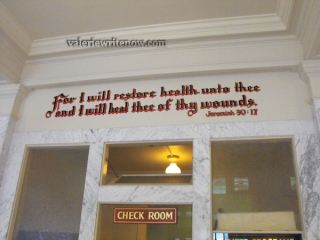 valeriewritenow.com
For I will restore health unto thee
and I will heal thee of thy wounds.
Jeremiah 30:17
CHECK ROOM